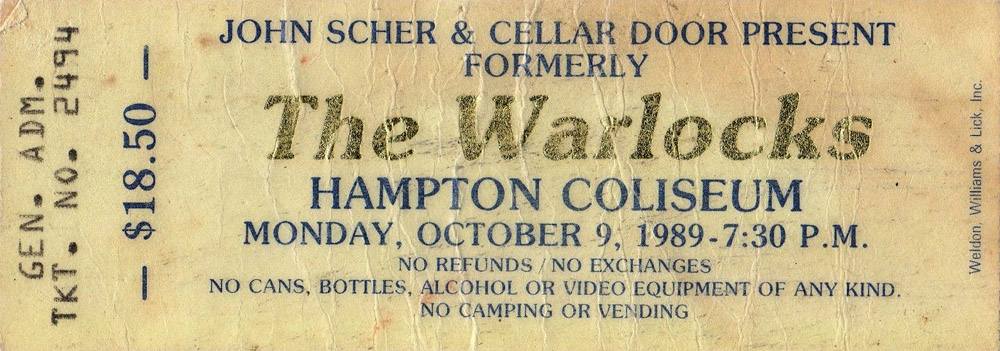 GEN. ADM.
TKT. NO. 2494
— $18.50 —
JOHN SCHER & CELLAR DOOR PRESENT
FORMERLY
The Warlocks
HAMPTON COLISEUM
MONDAY, OCTOBER 9, 1989-7:30 P.M.
NO REFUNDS / NO EXCHANGES
NO CANS, BOTTLES, ALCOHOL OR VIDEO EQUIPMENT OF ANY KIND.
NO CAMPING OR VENDING
Weldon, Williams & Lick, Inc.